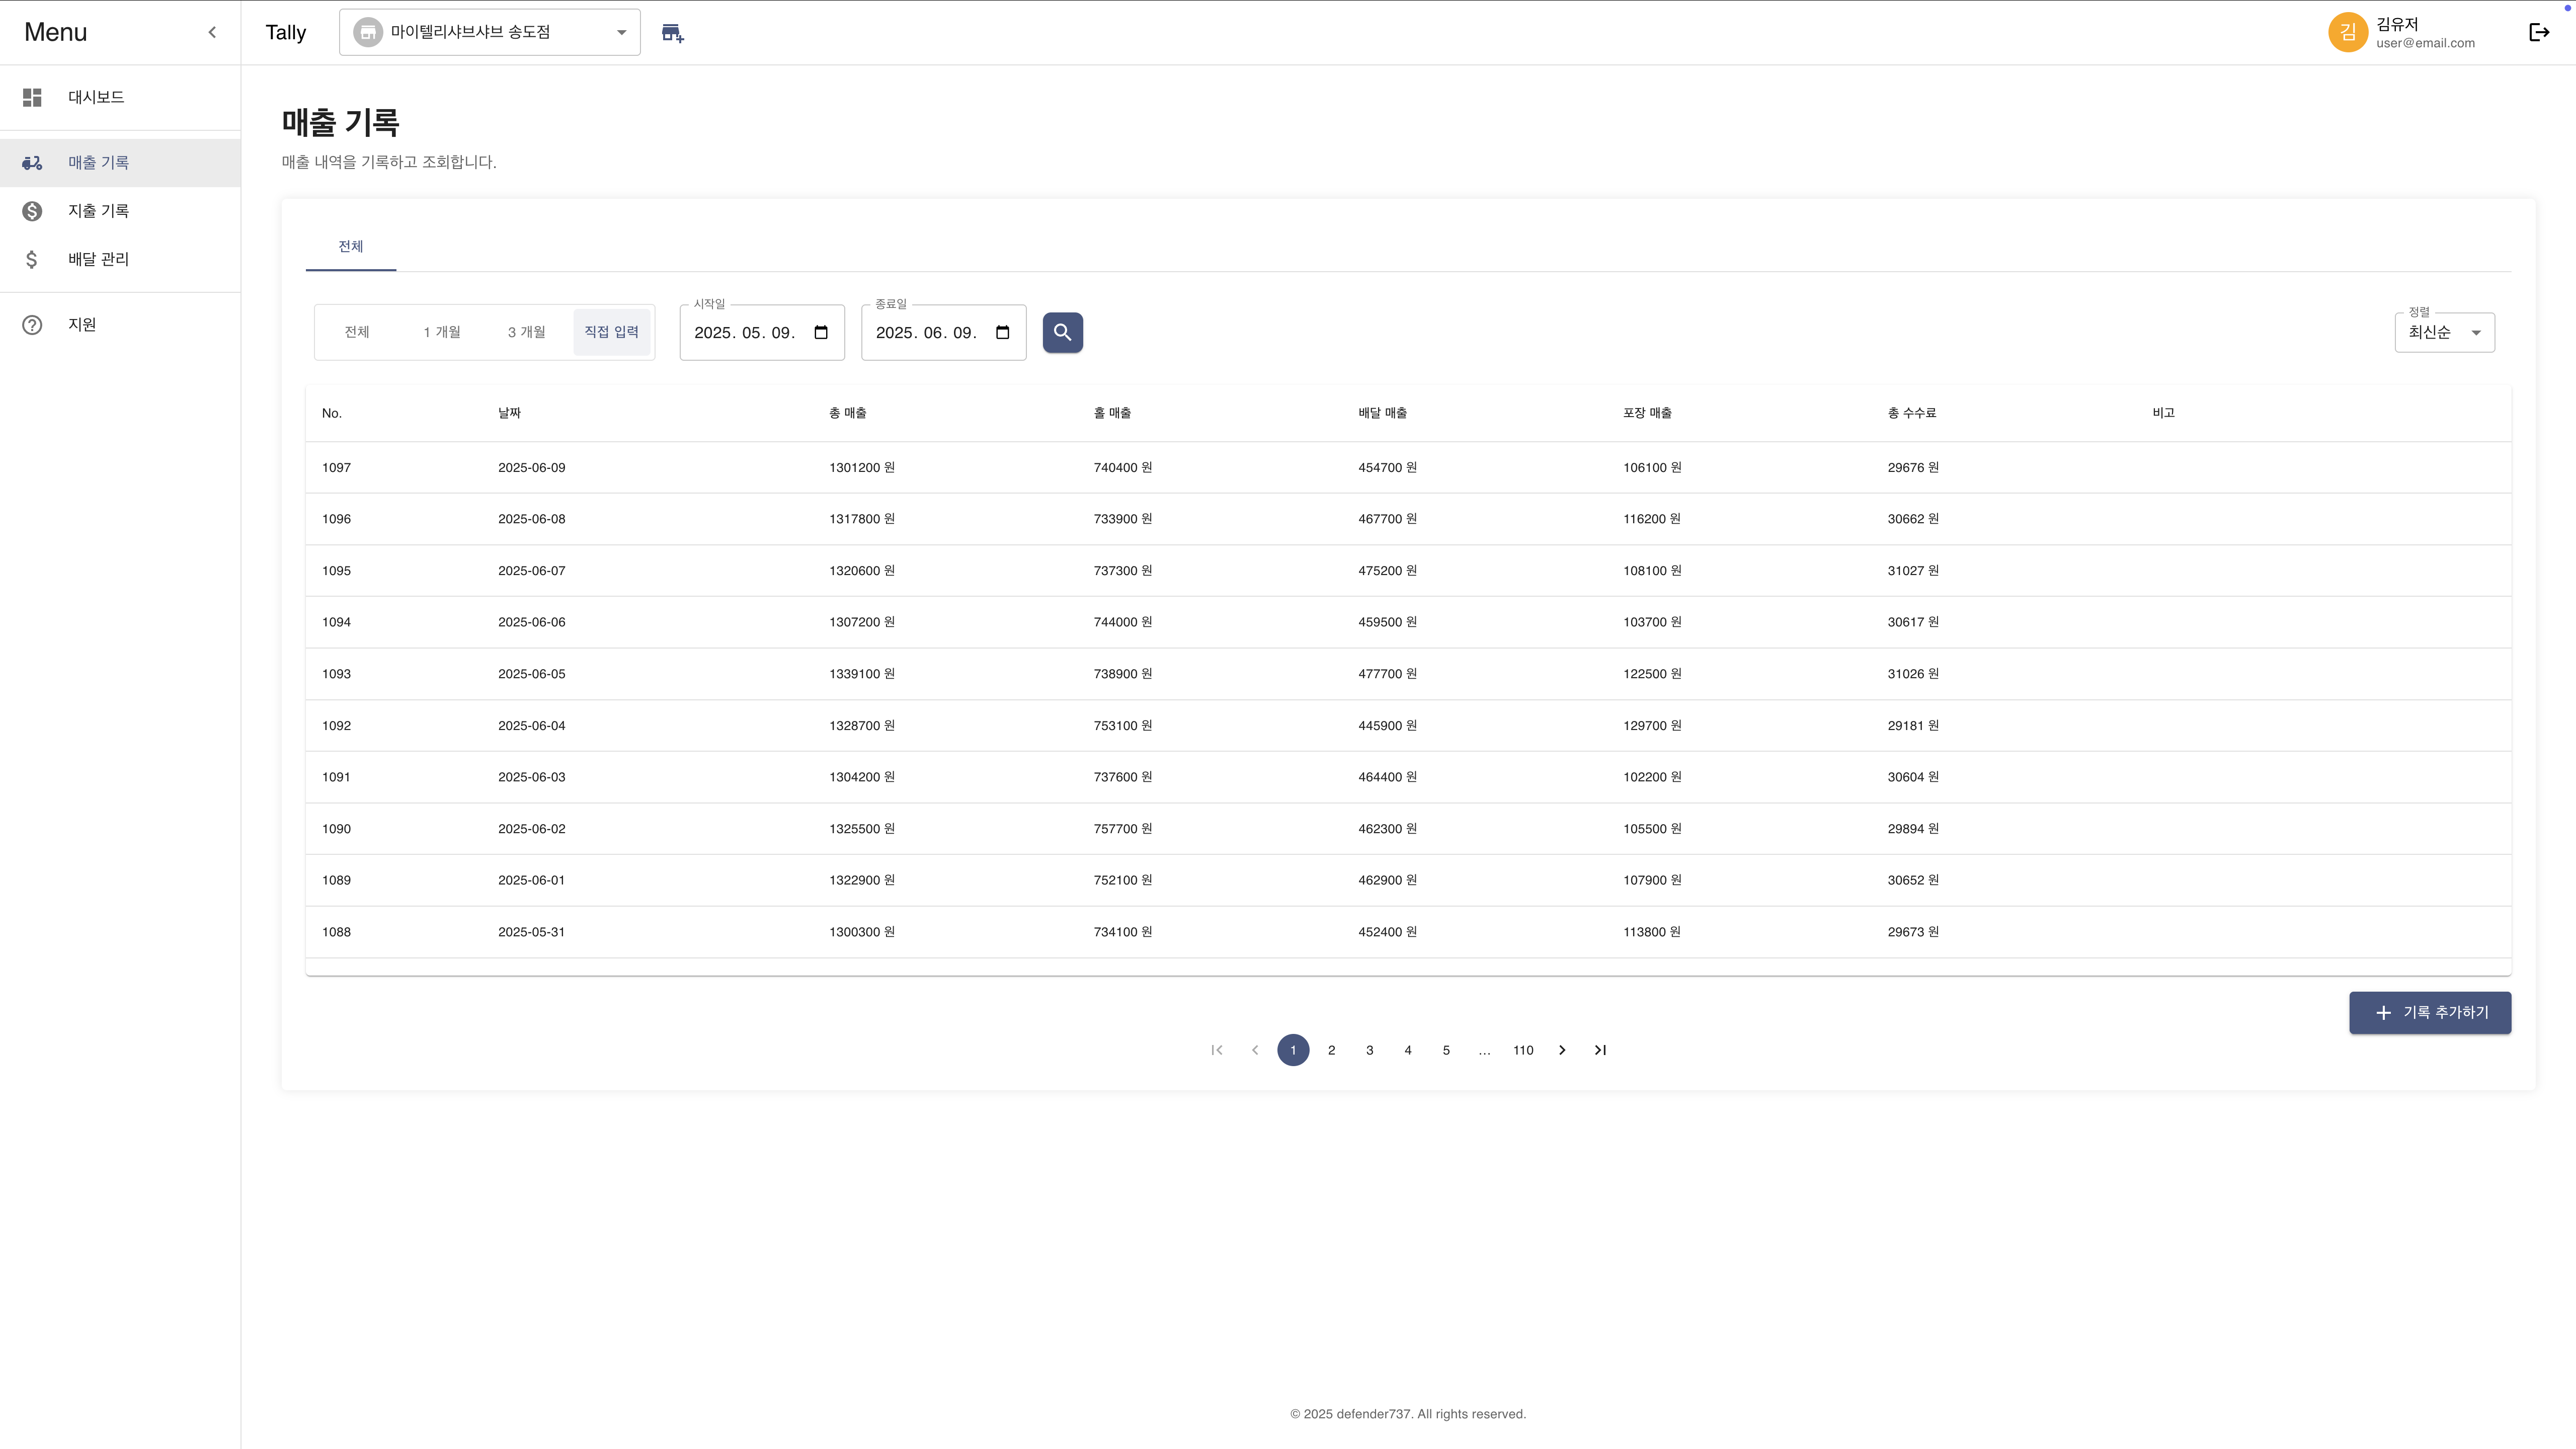 Menu
Tally
마이텔리샤브샤브 송도점
김
김유저
user@email.com
대시보드
매출 기록
지출 기록
배달 관리
지원
매출 기록
매출 내역을 기록하고 조회합니다.
전체
전체 1 개월 3 개월 직접 입력
시작일
2025. 05. 09.
종료일
2025. 06. 09.
정렬
최신순
No. 날짜 총 매출 홀 매출 배달 매출 포장 매출 총 수수료 비고
1097 2025-06-09 1301200 원 740400 원 454700 원 106100 원 29676 원
1096 2025-06-08 1317800 원 733900 원 467700 원 116200 원 30662 원
1095 2025-06-07 1320600 원 737300 원 475200 원 108100 원 31027 원
1094 2025-06-06 1307200 원 744000 원 459500 원 103700 원 30617 원
1093 2025-06-05 1339100 원 738900 원 477700 원 122500 원 31026 원
1092 2025-06-04 1328700 원 753100 원 445900 원 129700 원 29181 원
1091 2025-06-03 1304200 원 737600 원 464400 원 102200 원 30604 원
1090 2025-06-02 1325500 원 757700 원 462300 원 105500 원 29894 원
1089 2025-06-01 1322900 원 752100 원 462900 원 107900 원 30652 원
1088 2025-05-31 1300300 원 734100 원 452400 원 113800 원 29673 원
기록 추가하기
1 2 3 4 5 ... 110
© 2025 defender737. All rights reserved.